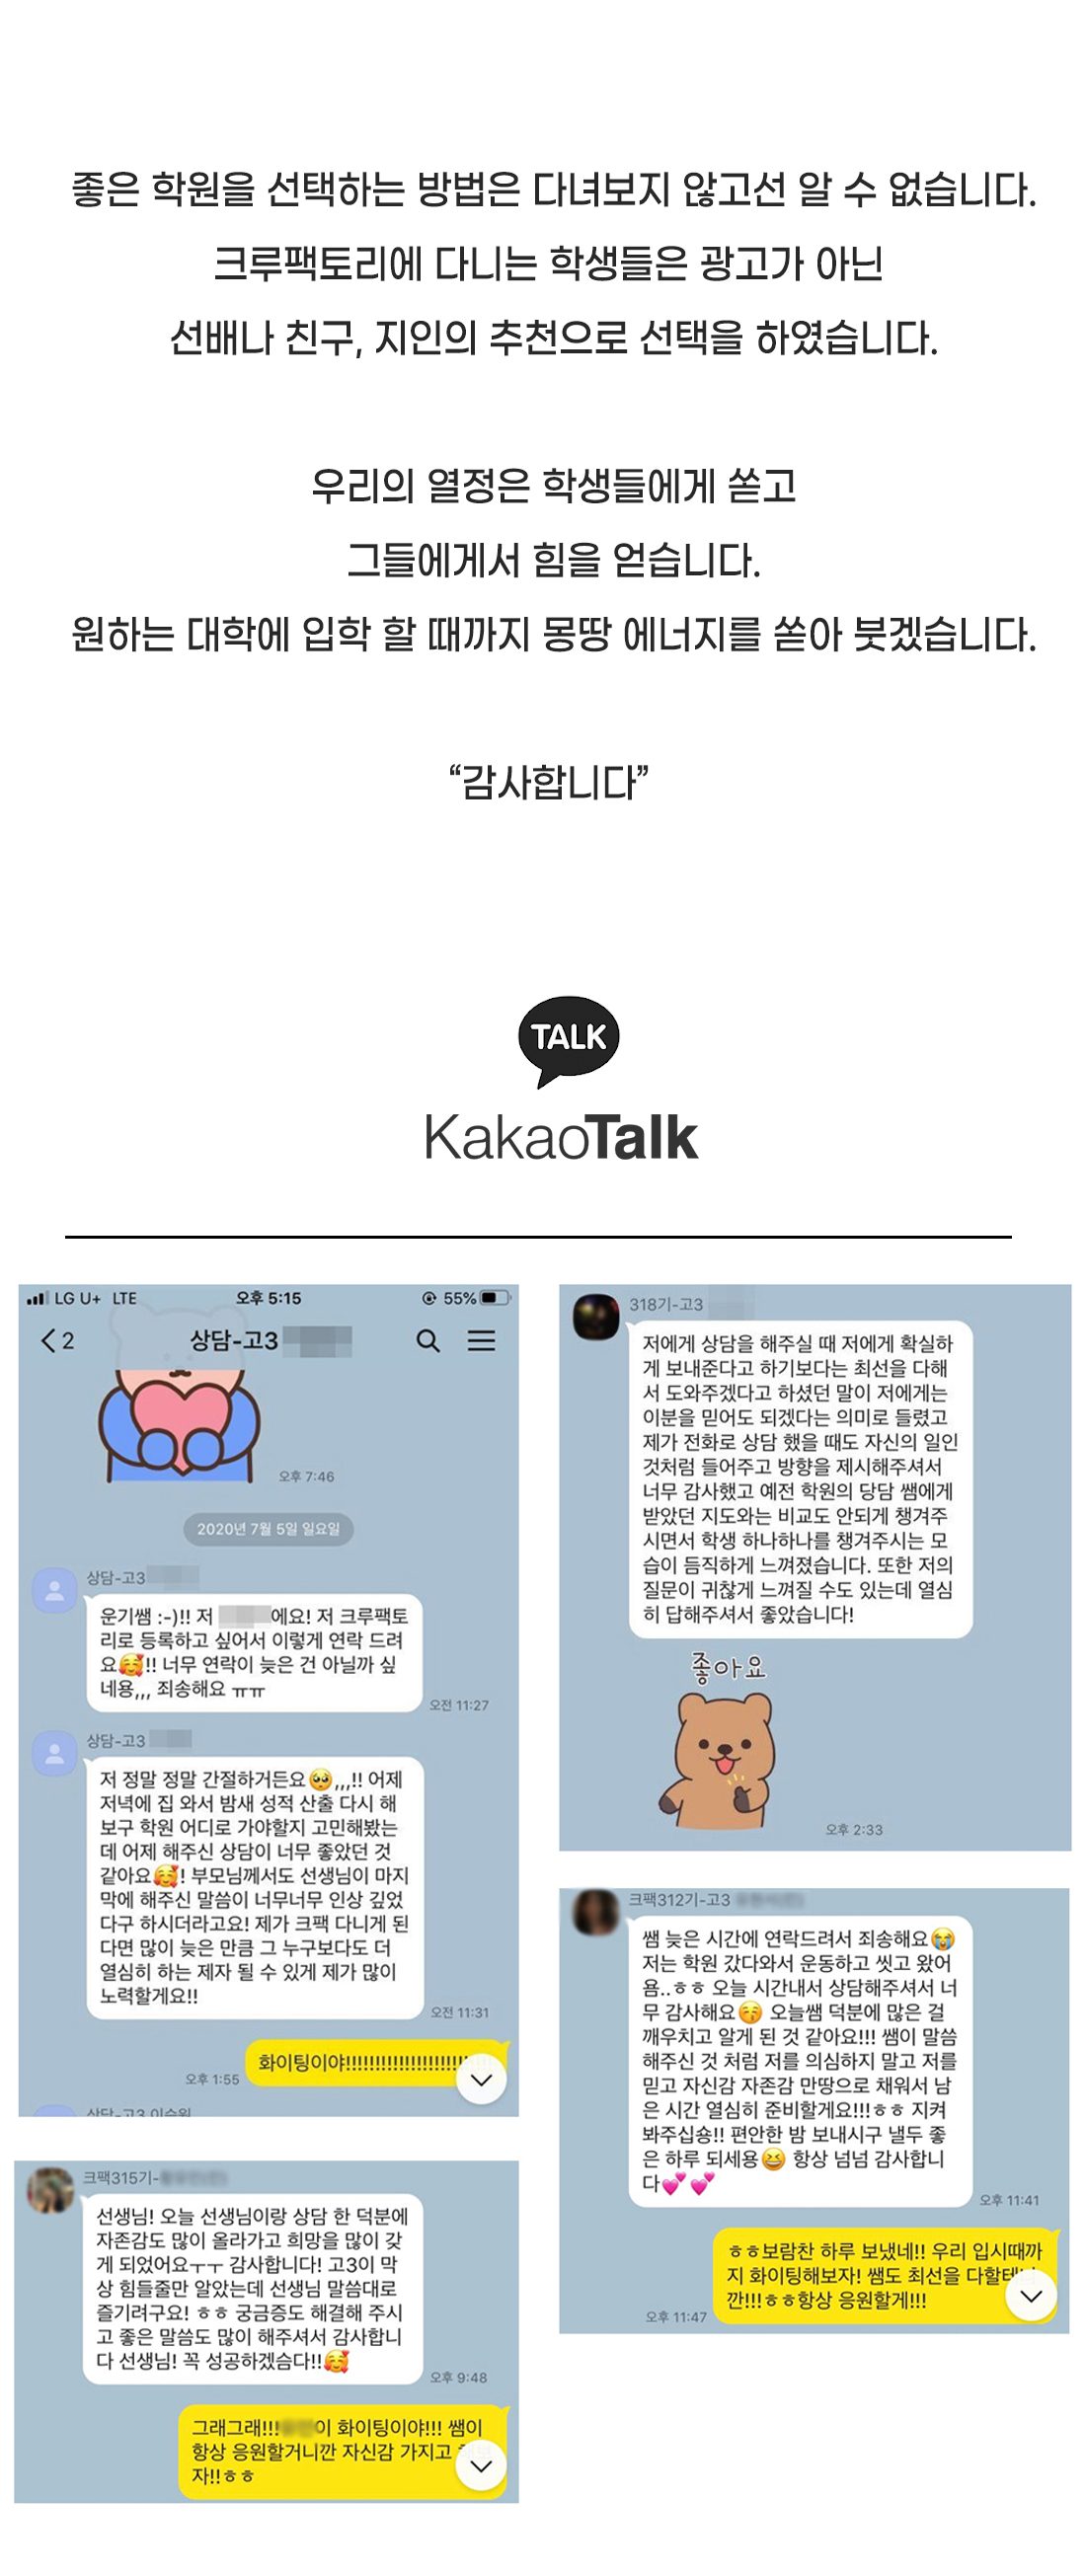 좋은 학원을 선택하는 방법은 다녀보지 않고선 알 수 없습니다.
크루팩토리에 다니는 학생들은 광고가 아닌
선배나 친구, 지인의 추천으로 선택을 하였습니다.
우리의 열정은 학생들에게 쏟고
그들에게서 힘을 얻습니다.
원하는 대학에 입학 할 때까지 몽땅 에너지를 쏟아 붓겠습니다.
“감사합니다”
TALK
KakaoTalk
LG U+ LTE 오후 5:15 55%
2 상담-고3
오후 7:46
2020년 7월 5일 일요일
상담-고3
운기쌤 :-)!! 저 에요! 저 크루팩토
리로 등록하고 싶어서 이렇게 연락 드려
요🥰!! 너무 연락이 늦은 건 아닐까 싶
네용,,, 죄송해요 ㅠㅠ
오전 11:27
상담-고3
저 정말 정말 간절하거든요🥺,,,!! 어제
저녁에 집 와서 밤새 성적 산출 다시 해
보구 학원 어디로 가야할지 고민해봤는
데 어제 해주신 상담이 너무 좋았던 것
같아요🥰! 부모님께서도 선생님이 마지
막에 해주신 말씀이 너무너무 인상 깊었
다구 하시더라고요! 제가 크팩 다니게 된
다면 많이 늦은 만큼 그 누구보다도 더
열심히 하는 제자 될 수 있게 제가 많이
노력할게요!!
오전 11:31
화이팅이야!!!!!!!!!!!!!!!!!!!!!
오후 1:55
상담-고3 이승원
크팩315기-
선생님! 오늘 선생님이랑 상담 한 덕분에
자존감도 많이 올라가고 희망을 많이 갖
게 되었어요ㅜㅜ 감사합니다! 고3이 막
상 힘들줄만 알았는데 선생님 말씀대로
즐기려구요! ㅎㅎ 궁금증도 해결해 주시
고 좋은 말씀도 많이 해주셔서 감사합니
다 선생님! 꼭 성공하겠슴다!!🥰
오후 9:48
그래그래!!! 이 화이팅이야!!! 쌤이
항상 응원할거니깐 자신감 가지고
자!!ㅎㅎ
318기-고3
저에게 상담을 해주실 때 저에게 확실하
게 보내준다고 하기보다는 최선을 다해
서 도와주겠다고 하셨던 말이 저에게는
이분을 믿어도 되겠다는 의미로 들렸고
제가 전화로 상담 했을 때도 자신의 일인
것처럼 들어주고 방향을 제시해주셔서
너무 감사했고 예전 학원의 담당 쌤에게
받았던 지도와는 비교도 안되게 챙겨주
시면서 학생 하나하나를 챙겨주시는 모
습이 듬직하게 느껴졌습니다. 또한 저의
질문이 귀찮게 느껴질 수도 있는데 열심
히 답해주셔서 좋았습니다!
좋아요
오후 2:33
크팩312기-고3
쌤 늦은 시간에 연락드려서 죄송해요😭
저는 학원 갔다와서 운동하고 씻고 왔어
욤..ㅎㅎ 오늘 시간내서 상담해주셔서 너
무 감사해요😚 오늘쌤 덕분에 많은 걸
깨우치고 알게 된 것 같아요!!! 쌤이 말씀
해주신 것 처럼 저를 의심하지 말고 저를
믿고 자신감 자존감 만땅으로 채워서 남
은 시간 열심히 준비할게요!!!ㅎㅎ 지켜
봐주십숑!! 편안한 밤 보내시구 낼두 좋
은 하루 되세용😆 항상 넘넘 감사합니
다💕💕
오후 11:41
ㅎㅎ보람찬 하루 보냈네!! 우리 입시때까
지 화이팅해보자! 쌤도 최선을 다할테니
깐!!!ㅎㅎ항상 응원할게!!!
오후 11:47